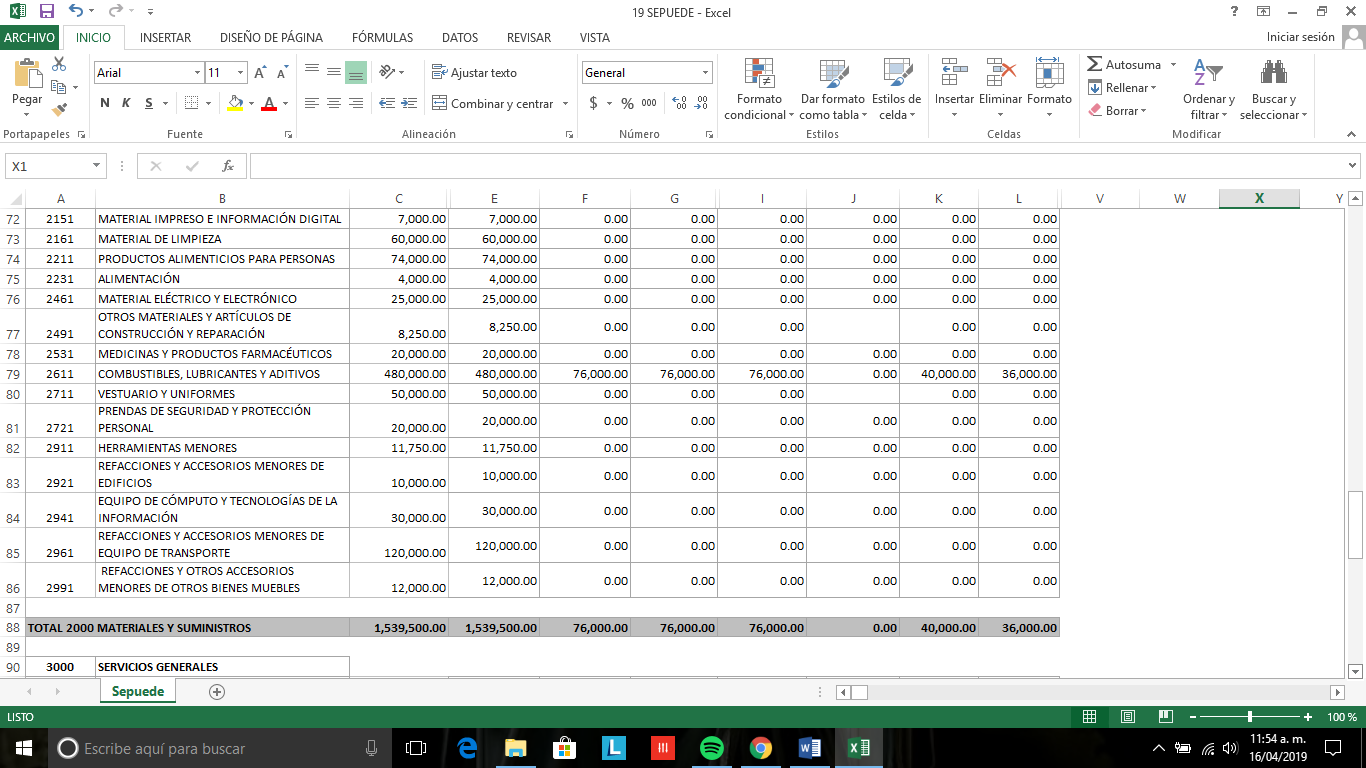 19 SEPUEDE - Excel
ARCHIVO INICIO INSERTAR DISEÑO DE PÁGINA FÓRMULAS DATOS REVISAR VISTA Iniciar sesión
Pegar
Arial 11
N K S
Ajustar texto
Combinar y centrar
General
$ % 000
Formato condicional
Dar formato como tabla
Estilos de celda
Insertar Eliminar Formato
Autosuma
Rellenar
Borrar
Ordenar y filtrar
Buscar y seleccionar
Portapapeles Fuente Alineación Número Estilos Celdas Modificar
X1 fx
A B C E F G I J K L V W X Y
72 2151 MATERIAL IMPRESO E INFORMACIÓN DIGITAL 7,000.00 7,000.00 0.00 0.00 0.00 0.00 0.00 0.00
73 2161 MATERIAL DE LIMPIEZA 60,000.00 60,000.00 0.00 0.00 0.00 0.00 0.00 0.00
74 2211 PRODUCTOS ALIMENTICIOS PARA PERSONAS 74,000.00 74,000.00 0.00 0.00 0.00 0.00 0.00 0.00
75 2231 ALIMENTACIÓN 4,000.00 4,000.00 0.00 0.00 0.00 0.00 0.00 0.00
76 2461 MATERIAL ELÉCTRICO Y ELECTRÓNICO 25,000.00 25,000.00 0.00 0.00 0.00 0.00 0.00 0.00
OTROS MATERIALES Y ARTÍCULOS DE
77 2491 CONSTRUCCIÓN Y REPARACIÓN 8,250.00 8,250.00 0.00 0.00 0.00 0.00 0.00
78 2531 MEDICINAS Y PRODUCTOS FARMACÉUTICOS 20,000.00 20,000.00 0.00 0.00 0.00 0.00 0.00 0.00
79 2611 COMBUSTIBLES, LUBRICANTES Y ADITIVOS 480,000.00 480,000.00 76,000.00 76,000.00 76,000.00 0.00 40,000.00 36,000.00
80 2711 VESTUARIO Y UNIFORMES 50,000.00 50,000.00 0.00 0.00 0.00 0.00 0.00
PRENDAS DE SEGURIDAD Y PROTECCIÓN
81 2721 PERSONAL 20,000.00 20,000.00 0.00 0.00 0.00 0.00 0.00 0.00
82 2911 HERRAMIENTAS MENORES 11,750.00 11,750.00 0.00 0.00 0.00 0.00 0.00 0.00
REFACCIONES Y ACCESORIOS MENORES DE
83 2921 EDIFICIOS 10,000.00 10,000.00 0.00 0.00 0.00 0.00 0.00 0.00
EQUIPO DE CÓMPUTO Y TECNOLOGÍAS DE LA
84 2941 INFORMACIÓN 30,000.00 30,000.00 0.00 0.00 0.00 0.00 0.00 0.00
REFACCIONES Y ACCESORIOS MENORES DE
85 2961 EQUIPO DE TRANSPORTE 120,000.00 120,000.00 0.00 0.00 0.00 0.00 0.00 0.00
REFACCIONES Y OTROS ACCESORIOS
86 2991 MENORES DE OTROS BIENES MUEBLES 12,000.00 12,000.00 0.00 0.00 0.00 0.00 0.00 0.00
87
88 TOTAL 2000 MATERIALES Y SUMINISTROS 1,539,500.00 1,539,500.00 76,000.00 76,000.00 76,000.00 0.00 40,000.00 36,000.00
89
90 3000 SERVICIOS GENERALES
Sepuede
LISTO 100 %
Escribe aquí para buscar
11:54 a. m.
16/04/2019